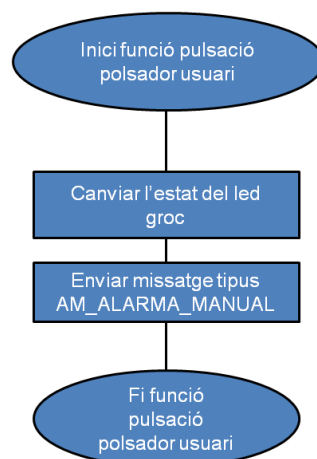 Inici funció pulsació
polsador usuari
Canviar l'estat del led
groc
Enviar missatge tipus
AM_ALARMA_MANUAL
Fi funció
pulsació
polsador usuari